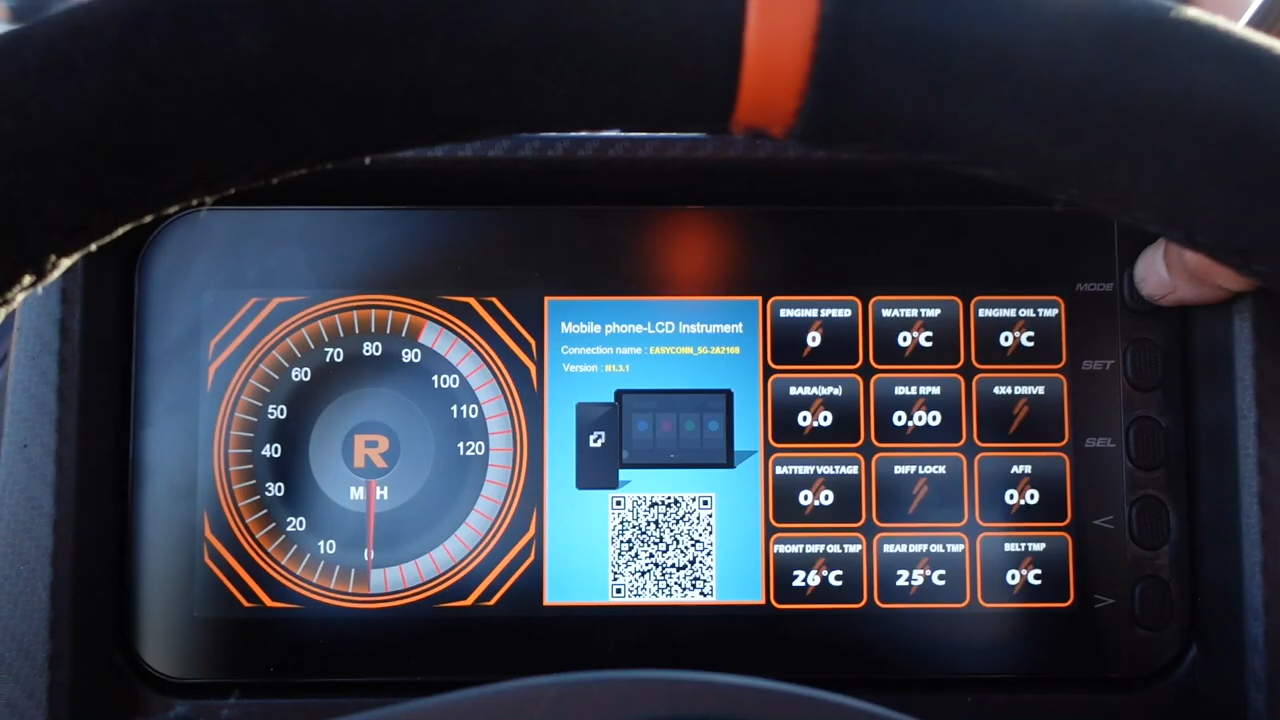 70 80 90
60 100
50 110
40 120
30
20
10
0
R
MPH
Mobile phone-LCD Instrument
Connection name : EASYCONN_5G-2A2168
Version : N1.3.1
ENGINE SPEED
0
WATER TMP
0°C
ENGINE OIL TMP
0°C
BARA(kPa)
0.0
IDLE RPM
0.00
4X4 DRIVE
BATTERY VOLTAGE
0.0
DIFF LOCK
AFR
0.0
FRONT DIFF OIL TMP
26°C
REAR DIFF OIL TMP
25°C
BELT TMP
0°C
MODE
SET
SEL
<
>